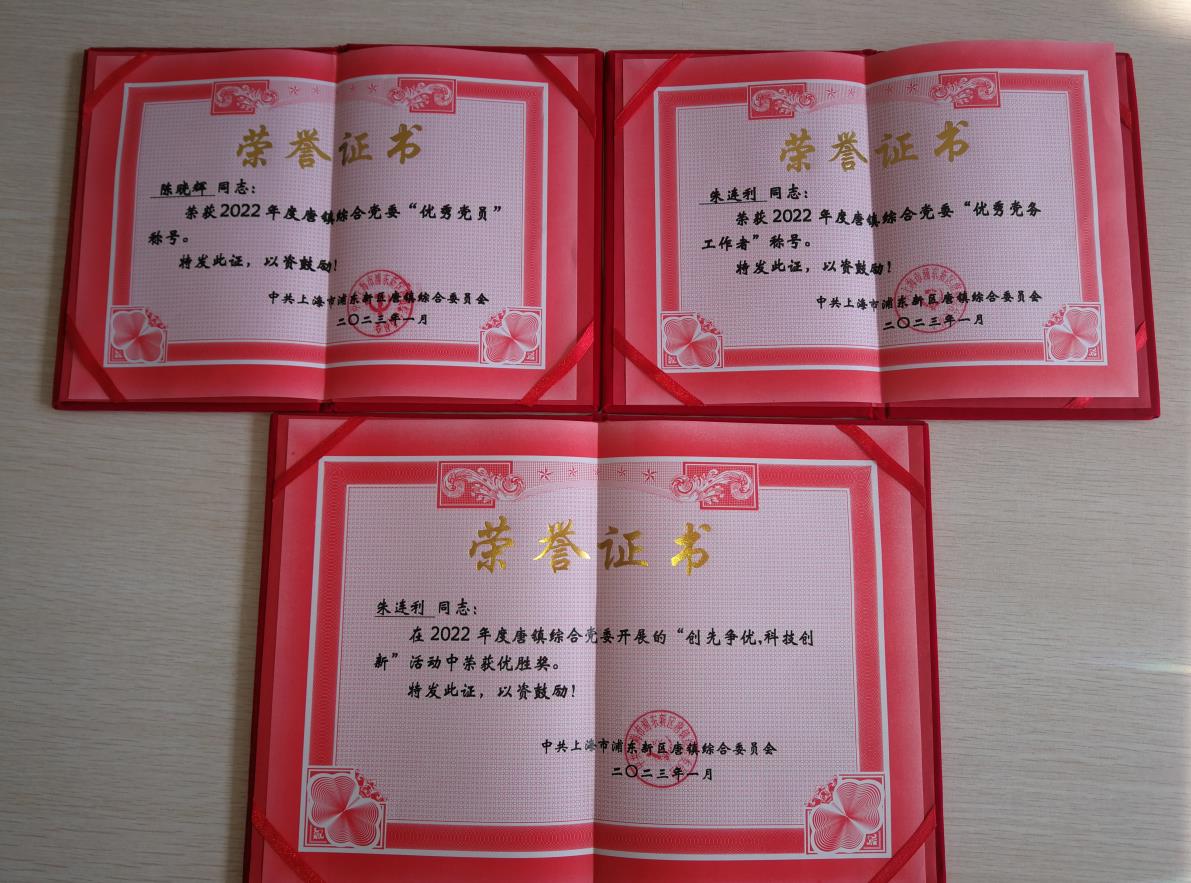 荣誉证书
陈晓辉 同志：
荣获2022年度唐镇综合党委“优秀党员”
称号。
特发此证，以资鼓励！
中共上海市浦东新区唐镇综合委员会
二〇二三年一月
荣誉证书
朱连利 同志：
荣获2022年度唐镇综合党委“优秀党务
工作者”称号。
特发此证，以资鼓励！
中共上海市浦东新区唐镇综合委员会
二〇二三年一月
荣誉证书
朱连利 同志：
在2022年度唐镇综合党委开展的“创先争优,科技创
新”活动中荣获优胜奖。
特发此证，以资鼓励！
中共上海市浦东新区唐镇综合委员会
二〇二三年一月